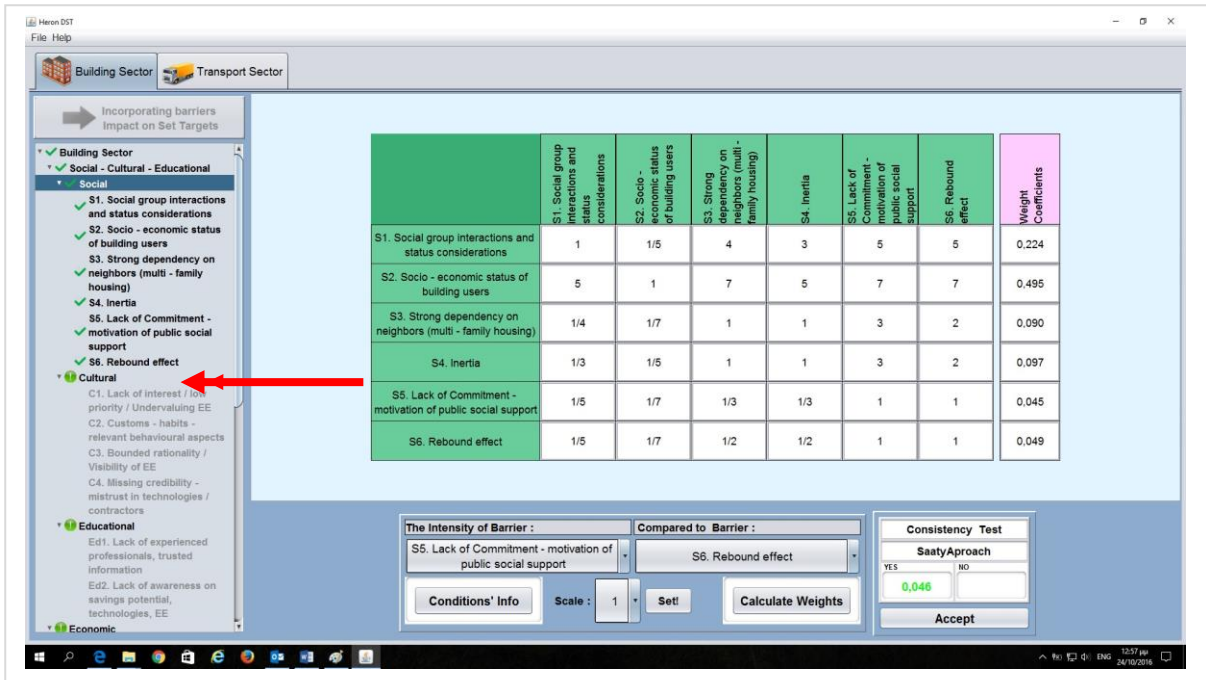 Heron DST
File Help
Building Sector
Transport Sector
Incorporating barriers
Impact on Set Targets
Building Sector
Social - Cultural - Educational
Social
S1. Social group interactions
and status considerations
S2. Socio - economic status
of building users
S3. Strong dependency on
neighbors (multi - family
housing)
S4. Inertia
S5. Lack of Commitment -
motivation of public social
support
S6. Rebound effect
Cultural
C1. Lack of interest / low
priority / Undervaluing EE
C2. Customs - habits -
relevant behavioural aspects
C3. Bounded rationality /
Visibility of EE
C4. Missing credibility -
mistrust in technologies /
contractors
Educational
Ed1. Lack of experienced
professionals, trusted
information
Ed2. Lack of awareness on
savings potential,
technologies, EE
Economic
S1. Social group
interactions and
status
considerations
S2. Socio -
economic status
of building users
S3. Strong
dependency on
neighbors (multi -
family housing)
S4. Inertia
S5. Lack of
Commitment -
motivation of
public social
support
S6. Rebound
effect
Weight
Coefficients
S1. Social group interactions and
status considerations
1 1/5 4 3 5 5 0,224
S2. Socio - economic status of
building users
5 1 7 5 7 7 0,495
S3. Strong dependency on
neighbors (multi - family housing)
1/4 1/7 1 1 3 2 0,090
S4. Inertia 1/3 1/5 1 1 3 2 0,097
S5. Lack of Commitment -
motivation of public social support
1/5 1/7 1/3 1/3 1 1 0,045
S6. Rebound effect 1/5 1/7 1/2 1/2 1 1 0,049
The Intensity of Barrier :
Compared to Barrier :
S5. Lack of Commitment - motivation of
public social support
S6. Rebound effect
Conditions' Info
Scale : 1
Set!
Calculate Weights
Consistency Test
SaatyAproach
YES NO
0,046
Accept
ENG
12:57 μμ
24/10/2016